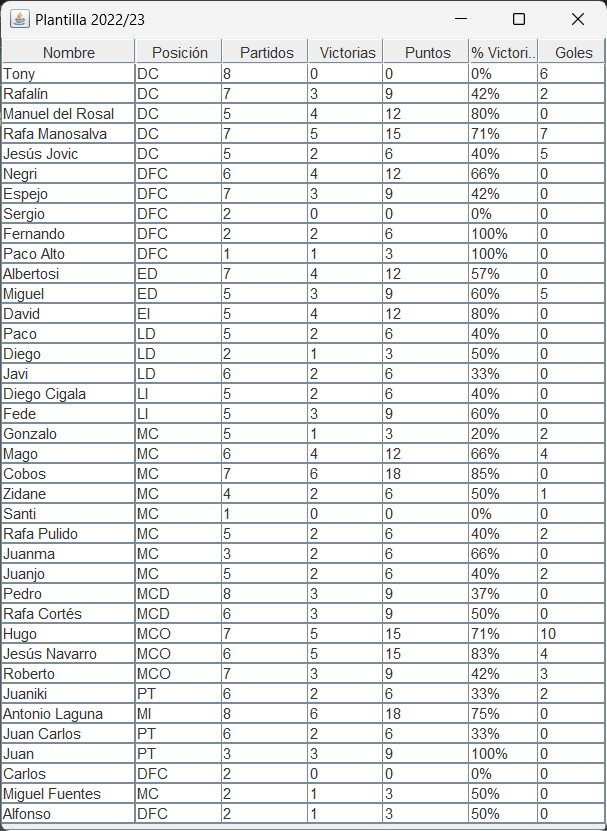 Plantilla 2022/23
Nombre Posición Partidos Victorias Puntos % Victori... Goles
Tony DC 8 0 0 0% 6
Rafalín DC 7 3 9 42% 2
Manuel del Rosal DC 5 4 12 80% 0
Rafa Manosalva DC 7 5 15 71% 7
Jesús Jovic DC 5 2 6 40% 5
Negri DFC 6 4 12 66% 0
Espejo DFC 7 3 9 42% 0
Sergio DFC 2 0 0 0% 0
Fernando DFC 2 2 6 100% 0
Paco Alto DFC 1 1 3 100% 0
Albertosi ED 7 4 12 57% 0
Miguel ED 5 3 9 60% 5
David EI 5 4 12 80% 0
Paco LD 5 2 6 40% 0
Diego LD 2 1 3 50% 0
Javi LD 6 2 6 33% 0
Diego Cigala LI 5 2 6 40% 0
Fede LI 5 3 9 60% 0
Gonzalo MC 5 1 3 20% 2
Mago MC 6 4 12 66% 4
Cobos MC 7 6 18 85% 0
Zidane MC 4 2 6 50% 1
Santi MC 1 0 0 0% 0
Rafa Pulido MC 5 2 6 40% 2
Juanma MC 3 2 6 66% 0
Juanjo MC 5 2 6 40% 2
Pedro MCD 8 3 9 37% 0
Rafa Cortés MCD 6 3 9 50% 0
Hugo MCO 7 5 15 71% 10
Jesús Navarro MCO 6 5 15 83% 4
Roberto MCO 7 3 9 42% 3
Juaniki PT 6 2 6 33% 2
Antonio Laguna MI 8 6 18 75% 0
Juan Carlos PT 6 2 6 33% 0
Juan PT 3 3 9 100% 0
Carlos DFC 2 0 0 0% 0
Miguel Fuentes MC 2 1 3 50% 0
Alfonso DFC 2 1 3 50% 0